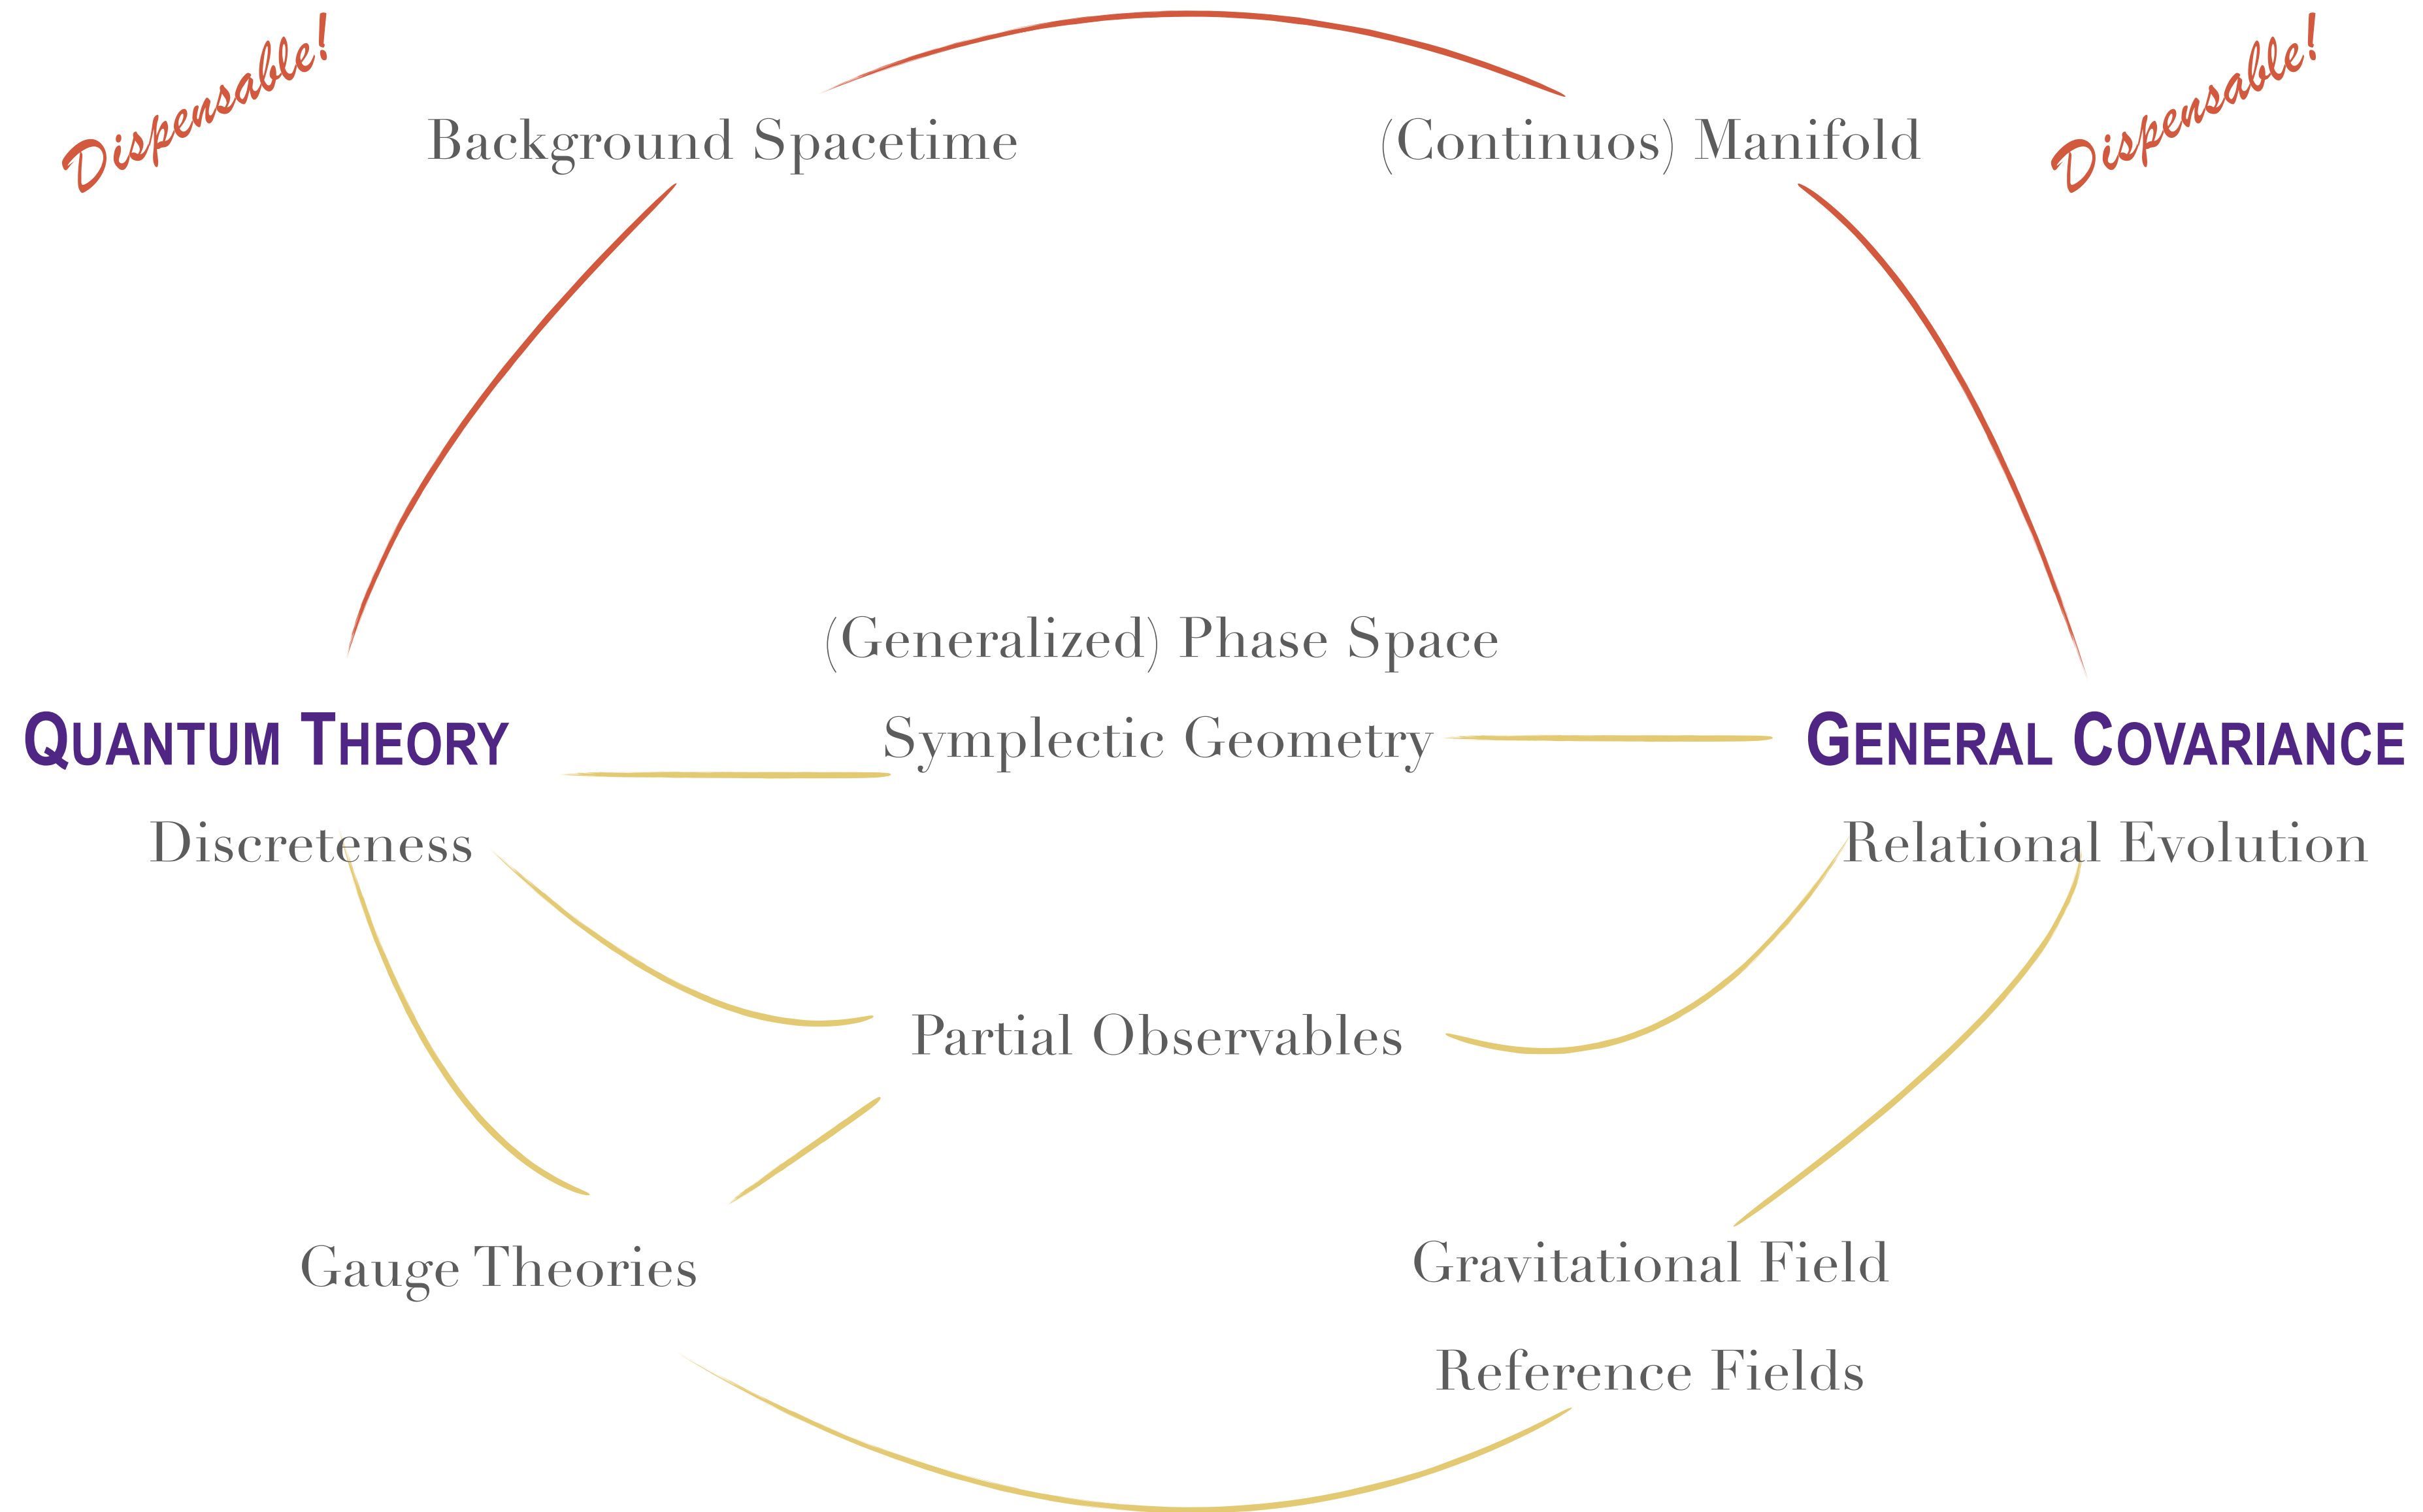 Dispensable!
Dispensable!
Background Spacetime
(Continuos) Manifold
(Generalized) Phase Space
QUANTUM THEORY
Symplectic Geometry
GENERAL COVARIANCE
Discreteness
Relational Evolution
Partial Observables
Gauge Theories
Gravitational Field
Reference Fields